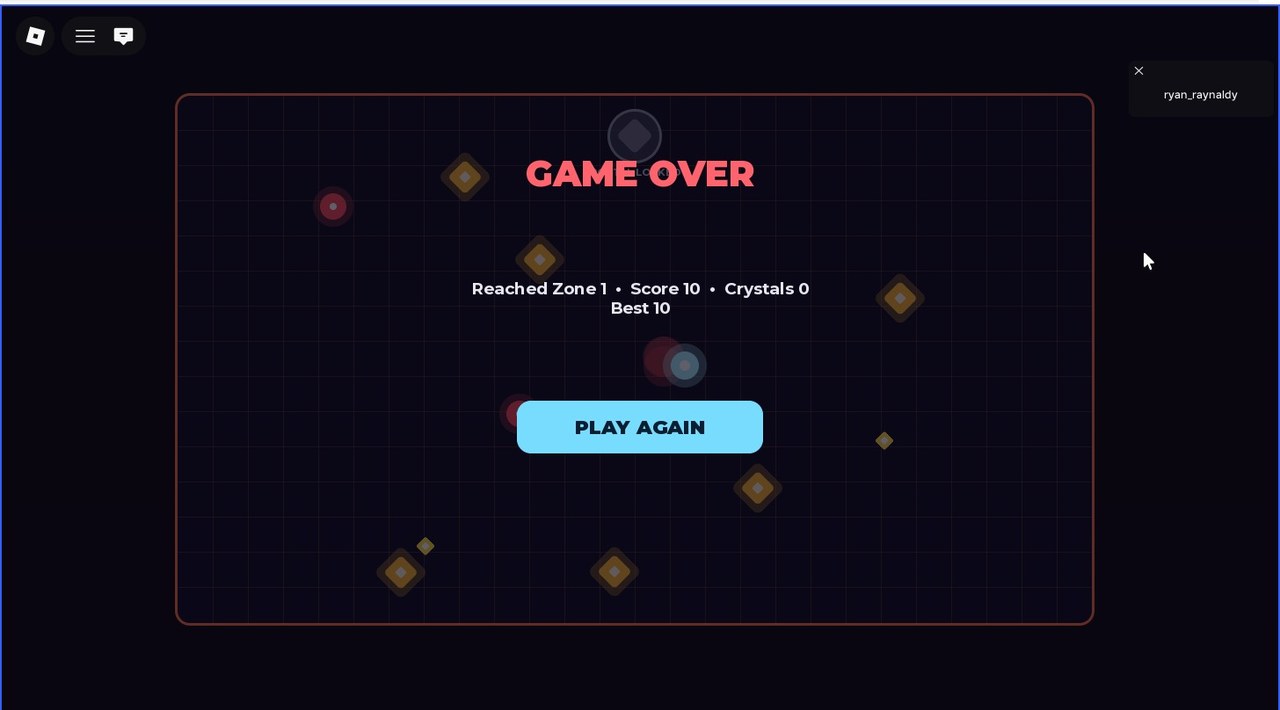 ryan_raynaldy
GAME OVER
Reached Zone 1 • Score 10 • Crystals 0
Best 10
PLAY AGAIN